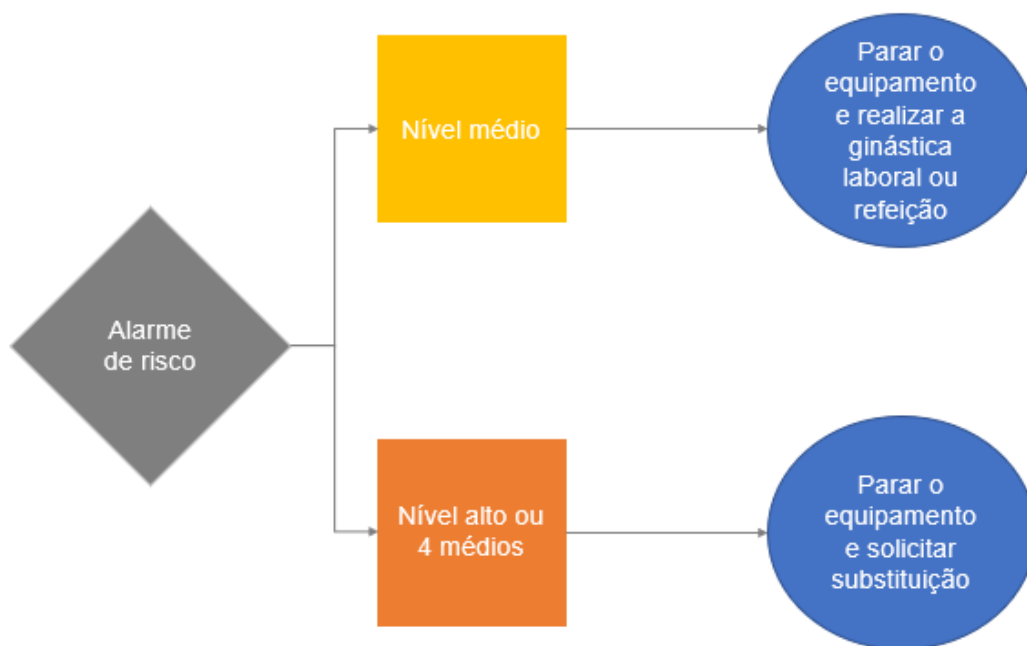 Alarme
de risco
Nível médio
Parar o
equipamento
e realizar a
ginástica
laboral ou
refeição
Nível alto ou
4 médios
Parar o
equipamento
e solicitar
substituição